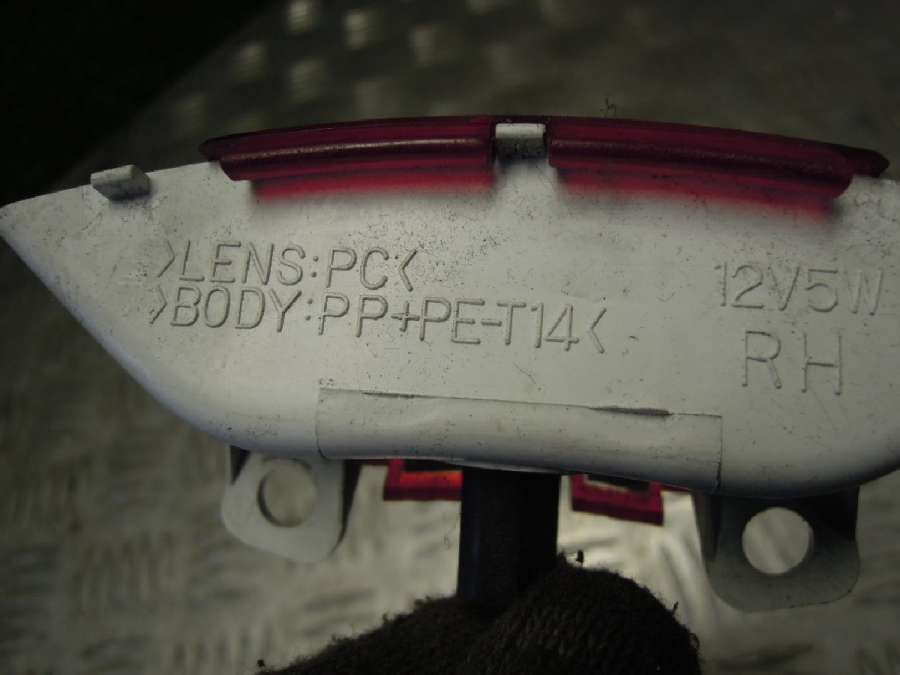 >LENS:PC<
>BODY:PP+PE-T14<
12V5W
RH